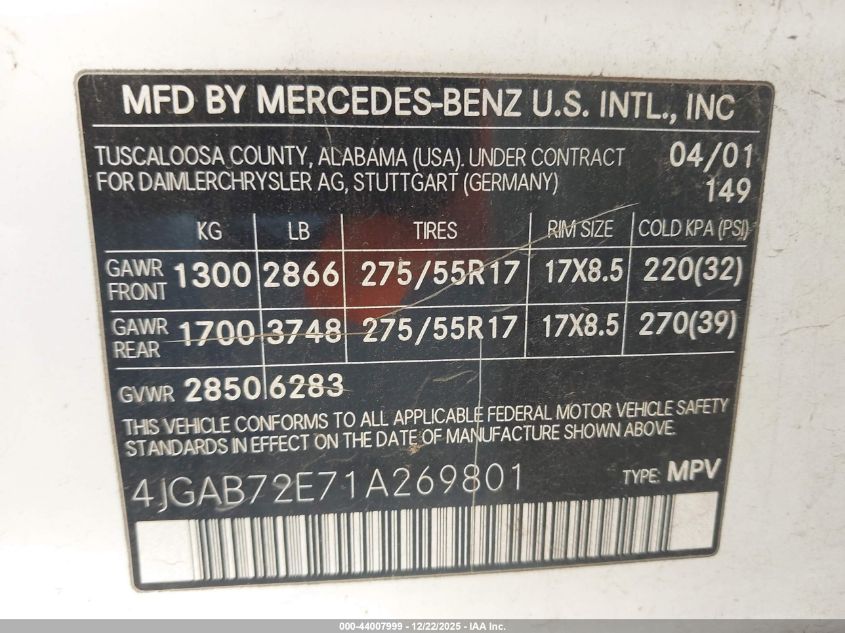 MFD BY MERCEDES-BENZ U.S. INTL., INC
TUSCALOOSA COUNTY, ALABAMA (USA). UNDER CONTRACT 04/01
FOR DAIMLERCHRYSLER AG, STUTTGART (GERMANY) 149
KG LB TIRES RIM SIZE COLD KPA (PSI)
GAWR FRONT 1300 2866 275/55R17 17X8.5 220(32)
GAWR REAR 1700 3748 275/55R17 17X8.5 270(39)
GVWR 2850 6283
THIS VEHICLE CONFORMS TO ALL APPLICABLE FEDERAL MOTOR VEHICLE SAFETY
STANDARDS IN EFFECT ON THE DATE OF MANUFACTURE SHOWN ABOVE.
4JGAB72E71A269801 TYPE: MPV
000-44007999 - 12/22/2025 - IAA Inc.